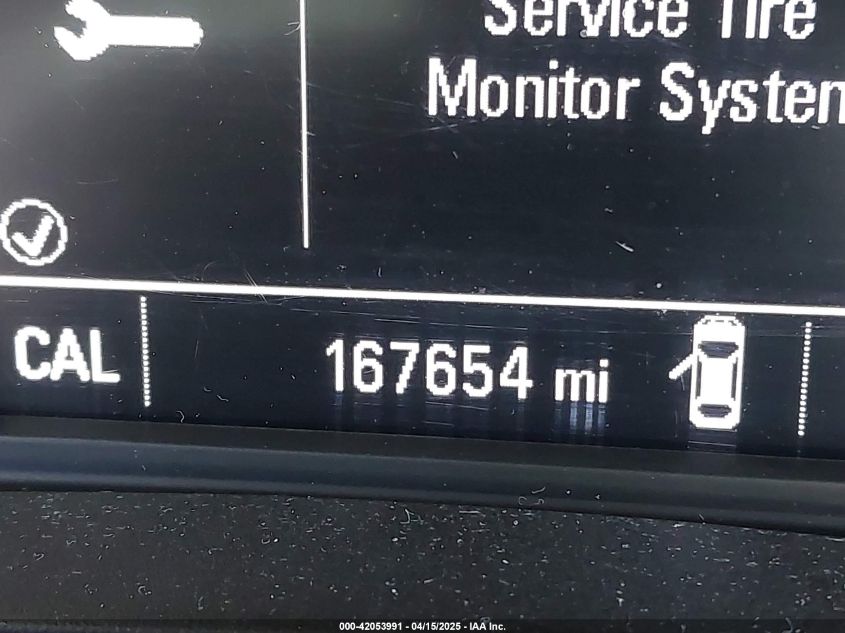 Service Tire
Monitor System
CAL
167654 mi
000-42053991 - 04/15/2025 - IAA Inc.